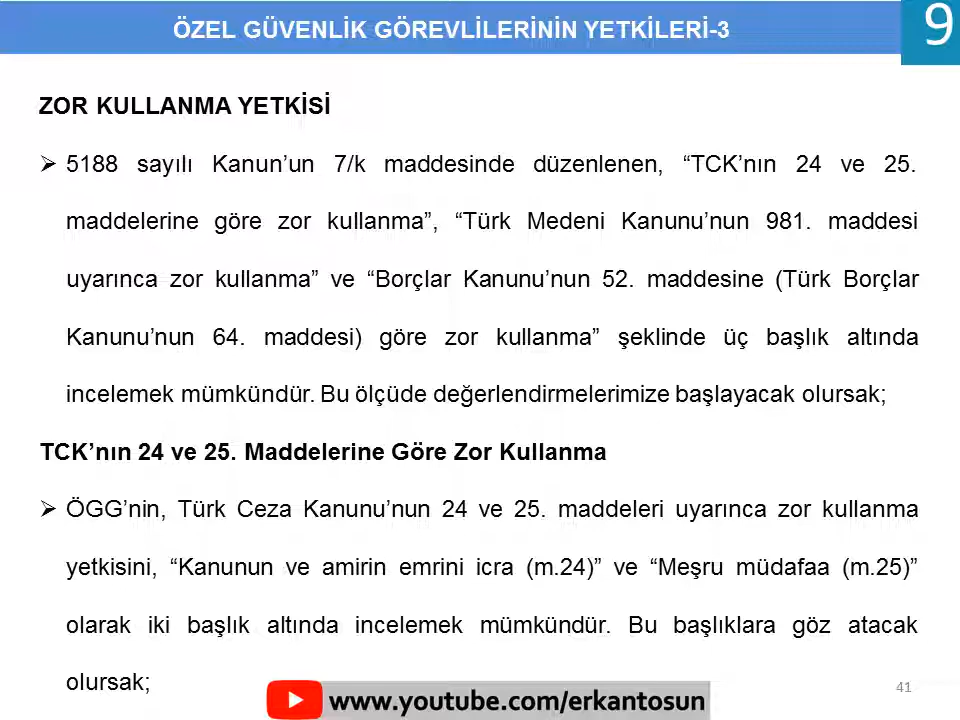 ÖZEL GÜVENLİK GÖREVLİLERİNİN YETKİLERİ-3
9
ZOR KULLANMA YETKİSİ
➢ 5188 sayılı Kanun’un 7/k maddesinde düzenlenen, “TCK’nın 24 ve 25.
maddelerine göre zor kullanma”, “Türk Medeni Kanunu’nun 981. maddesi
uyarınca zor kullanma” ve “Borçlar Kanunu’nun 52. maddesine (Türk Borçlar
Kanunu’nun 64. maddesi) göre zor kullanma” şeklinde üç başlık altında
incelemek mümkündür. Bu ölçüde değerlendirmelerimize başlayacak olursak;
TCK’nın 24 ve 25. Maddelerine Göre Zor Kullanma
➢ ÖGG’nin, Türk Ceza Kanunu’nun 24 ve 25. maddeleri uyarınca zor kullanma
yetkisini, “Kanunun ve amirin emrini icra (m.24)” ve “Meşru müdafaa (m.25)”
olarak iki başlık altında incelemek mümkündür. Bu başlıklara göz atacak
olursak;
www.youtube.com/erkantosun
41